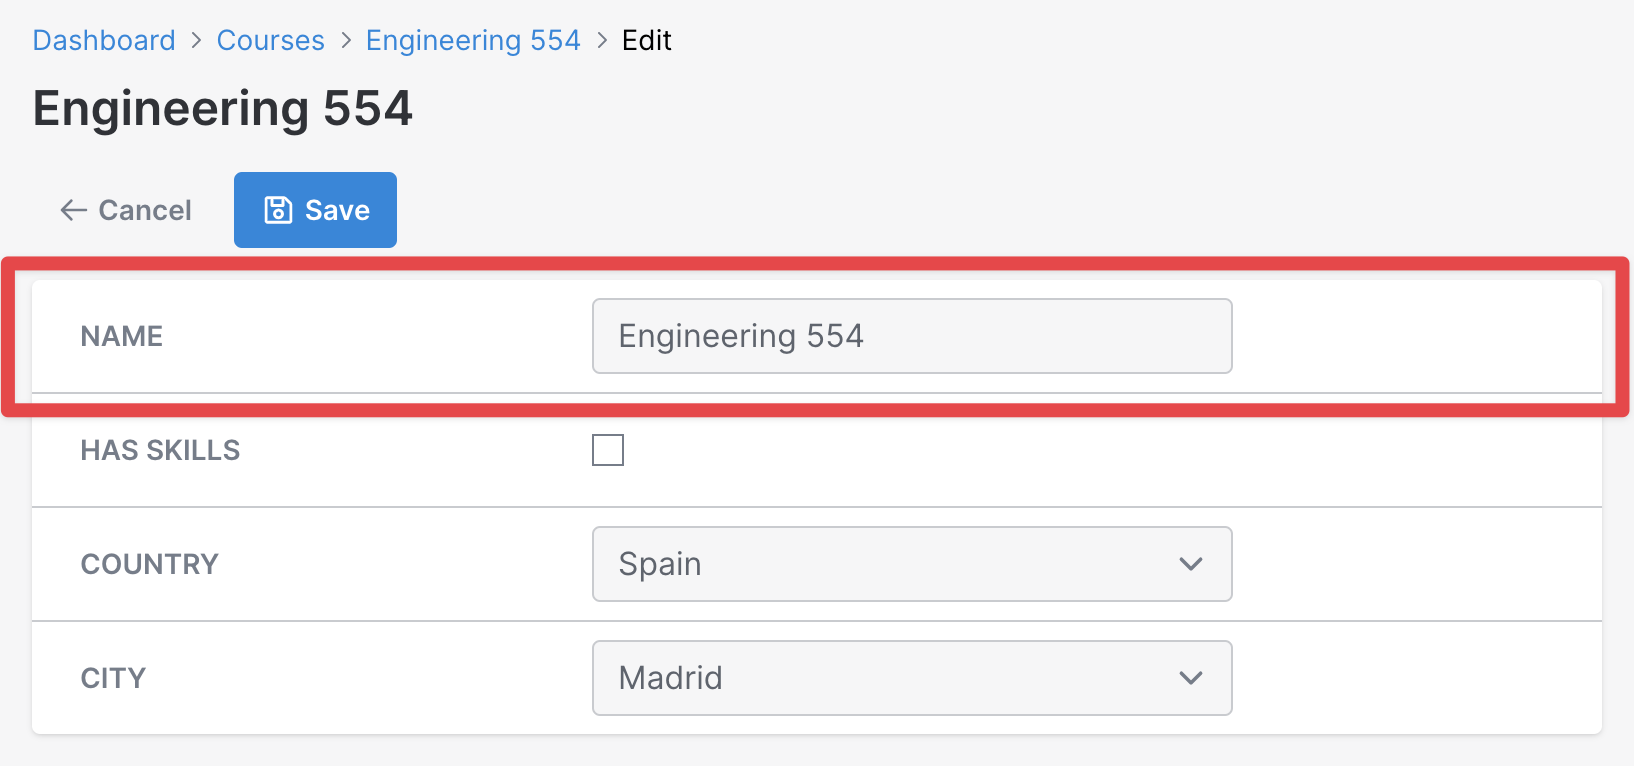 Dashboard > Courses > Engineering 554 > Edit
Engineering 554
← Cancel Save
NAME Engineering 554
HAS SKILLS
COUNTRY Spain
CITY Madrid